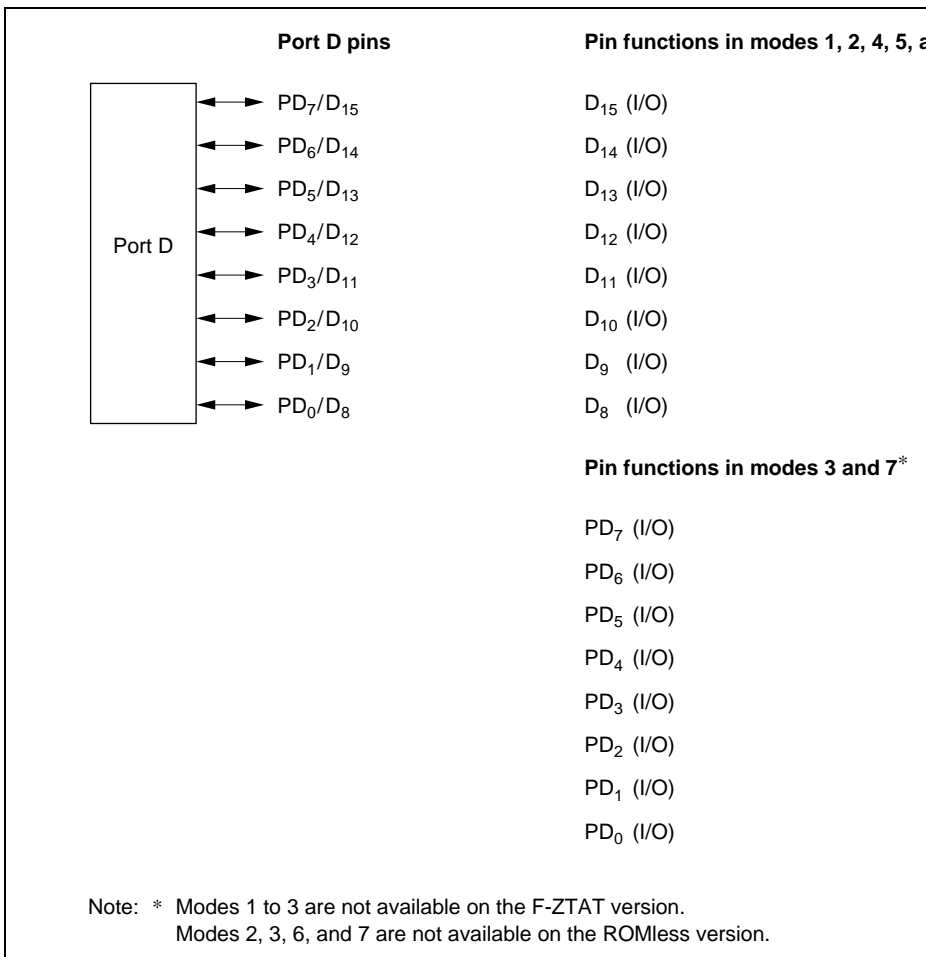 Port D pins Pin functions in modes 1, 2, 4, 5, a
PD7/D15 D15 (I/O)
PD6/D14 D14 (I/O)
PD5/D13 D13 (I/O)
Port D PD4/D12 D12 (I/O)
PD3/D11 D11 (I/O)
PD2/D10 D10 (I/O)
PD1/D9 D9 (I/O)
PD0/D8 D8 (I/O)
Pin functions in modes 3 and 7*
PD7 (I/O)
PD6 (I/O)
PD5 (I/O)
PD4 (I/O)
PD3 (I/O)
PD2 (I/O)
PD1 (I/O)
PD0 (I/O)
Note: * Modes 1 to 3 are not available on the F-ZTAT version.
Modes 2, 3, 6, and 7 are not available on the ROMless version.